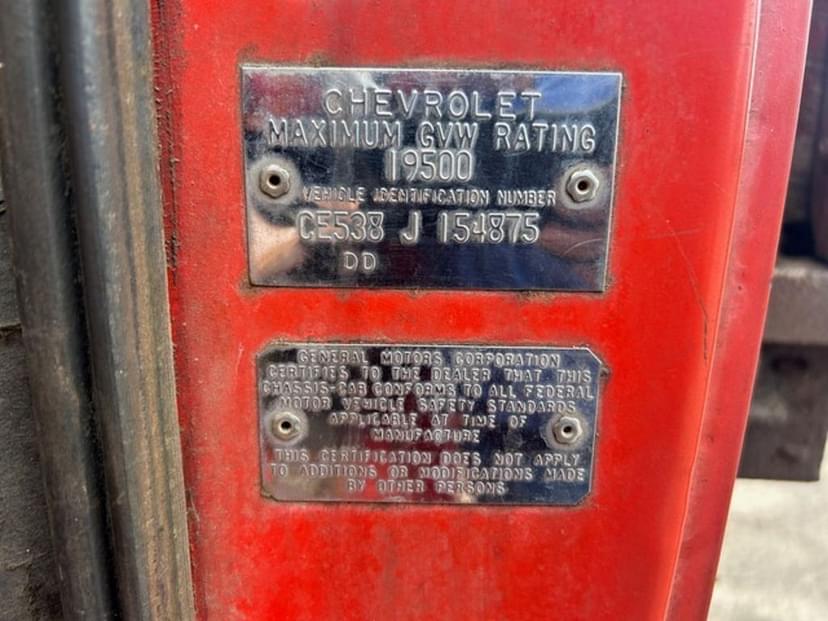 CHEVROLET
MAXIMUM GVW RATING
19500
VEHICLE IDENTIFICATION NUMBER
CE538 J 154875
DD
GENERAL MOTORS CORPORATION
CERTIFIES TO THE DEALER THAT THIS
CHASSIS-CAB CONFORMS TO ALL FEDERAL
MOTOR VEHICLE SAFETY STANDARDS
APPLICABLE AT TIME OF
MANUFACTURE
THIS CERTIFICATION DOES NOT APPLY
TO ADDITIONS OR MODIFICATIONS MADE
BY OTHER PERSONS